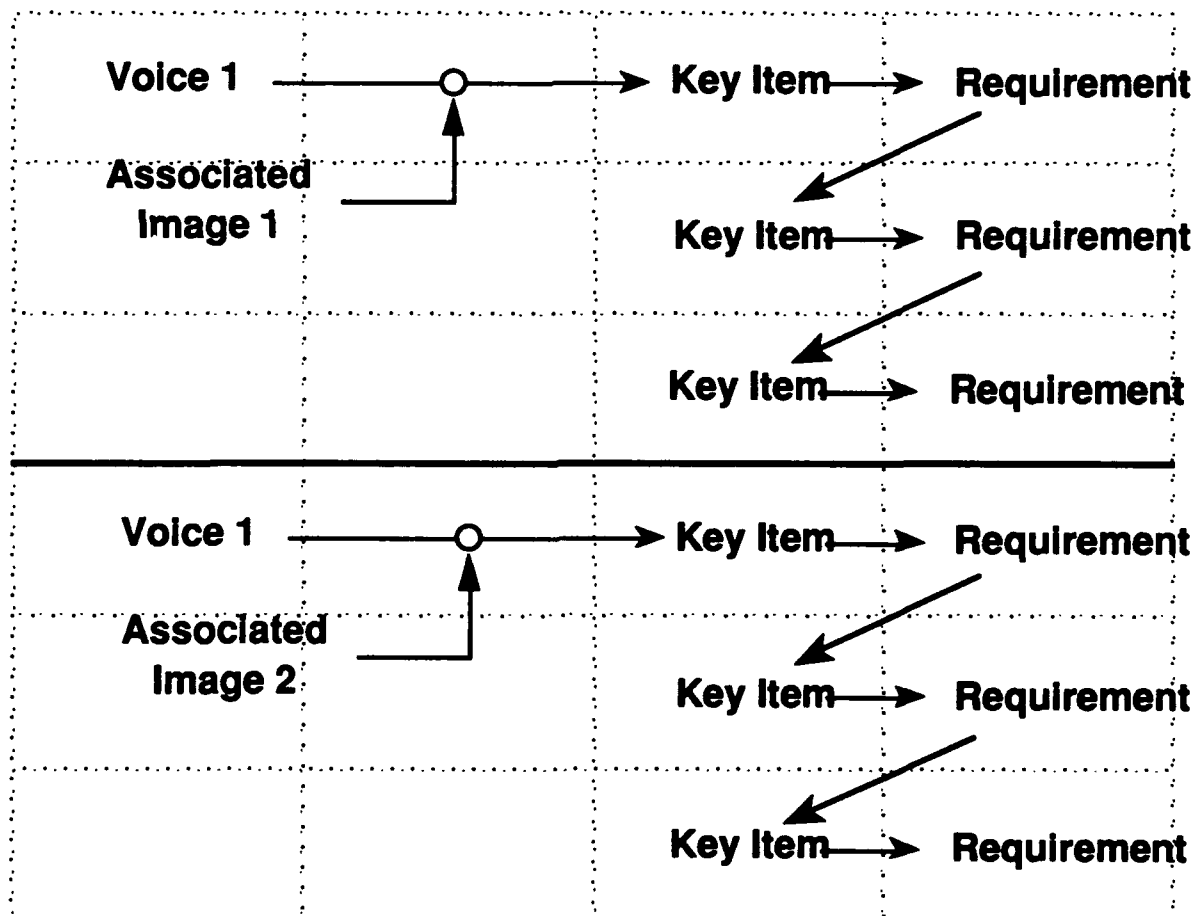 Voice 1
Key Item
Requirement
Associated
Image 1
Key Item
Requirement
Key Item
Requirement
Voice 1
Key Item
Requirement
Associated
Image 2
Key Item
Requirement
Key Item
Requirement